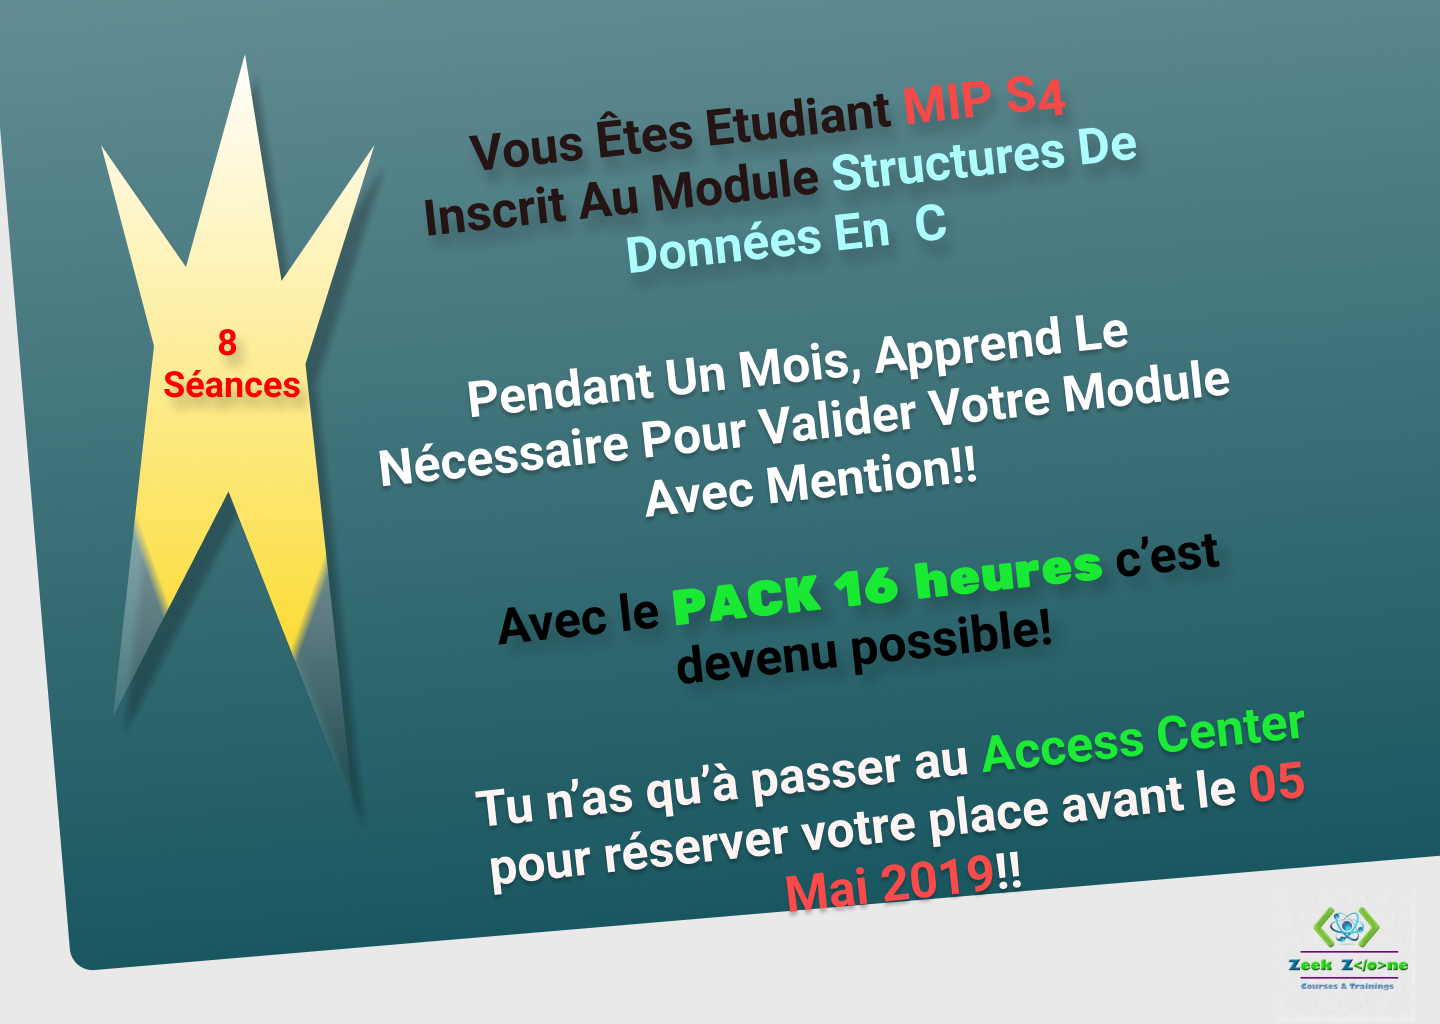 Vous Êtes Etudiant MIP S4
Inscrit Au Module Structures De
Données En C
8
Séances
Pendant Un Mois, Apprend Le
Nécessaire Pour Valider Votre Module
Avec Mention!!
Avec le PACK 16 heures c’est
devenu possible!
Tu n’as qu’à passer au Access Center
pour réserver votre place avant le 05
Mai 2019!!
Zeek Z</o>ne
Courses & Trainings